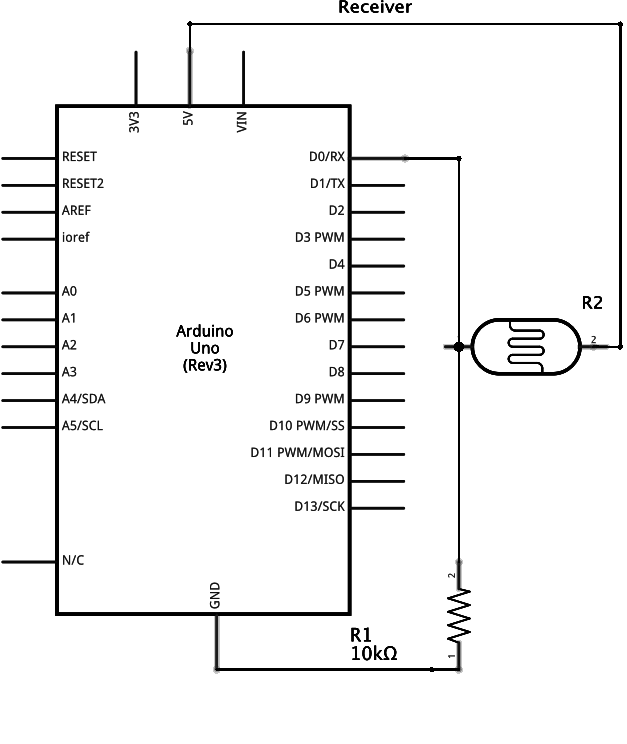 Receiver
3V3
5V
VIN
RESET
RESET2
AREF
ioref
A0
A1
A2
A3
A4/SDA
A5/SCL
N/C
Arduino
Uno
(Rev3)
D0/RX
D1/TX
D2
D3 PWM
D4
D5 PWM
D6 PWM
D7
D8
D9 PWM
D10 PWM/SS
D11 PWM/MOSI
D12/MISO
D13/SCK
GND
R2
2
2
R1
10kΩ
1